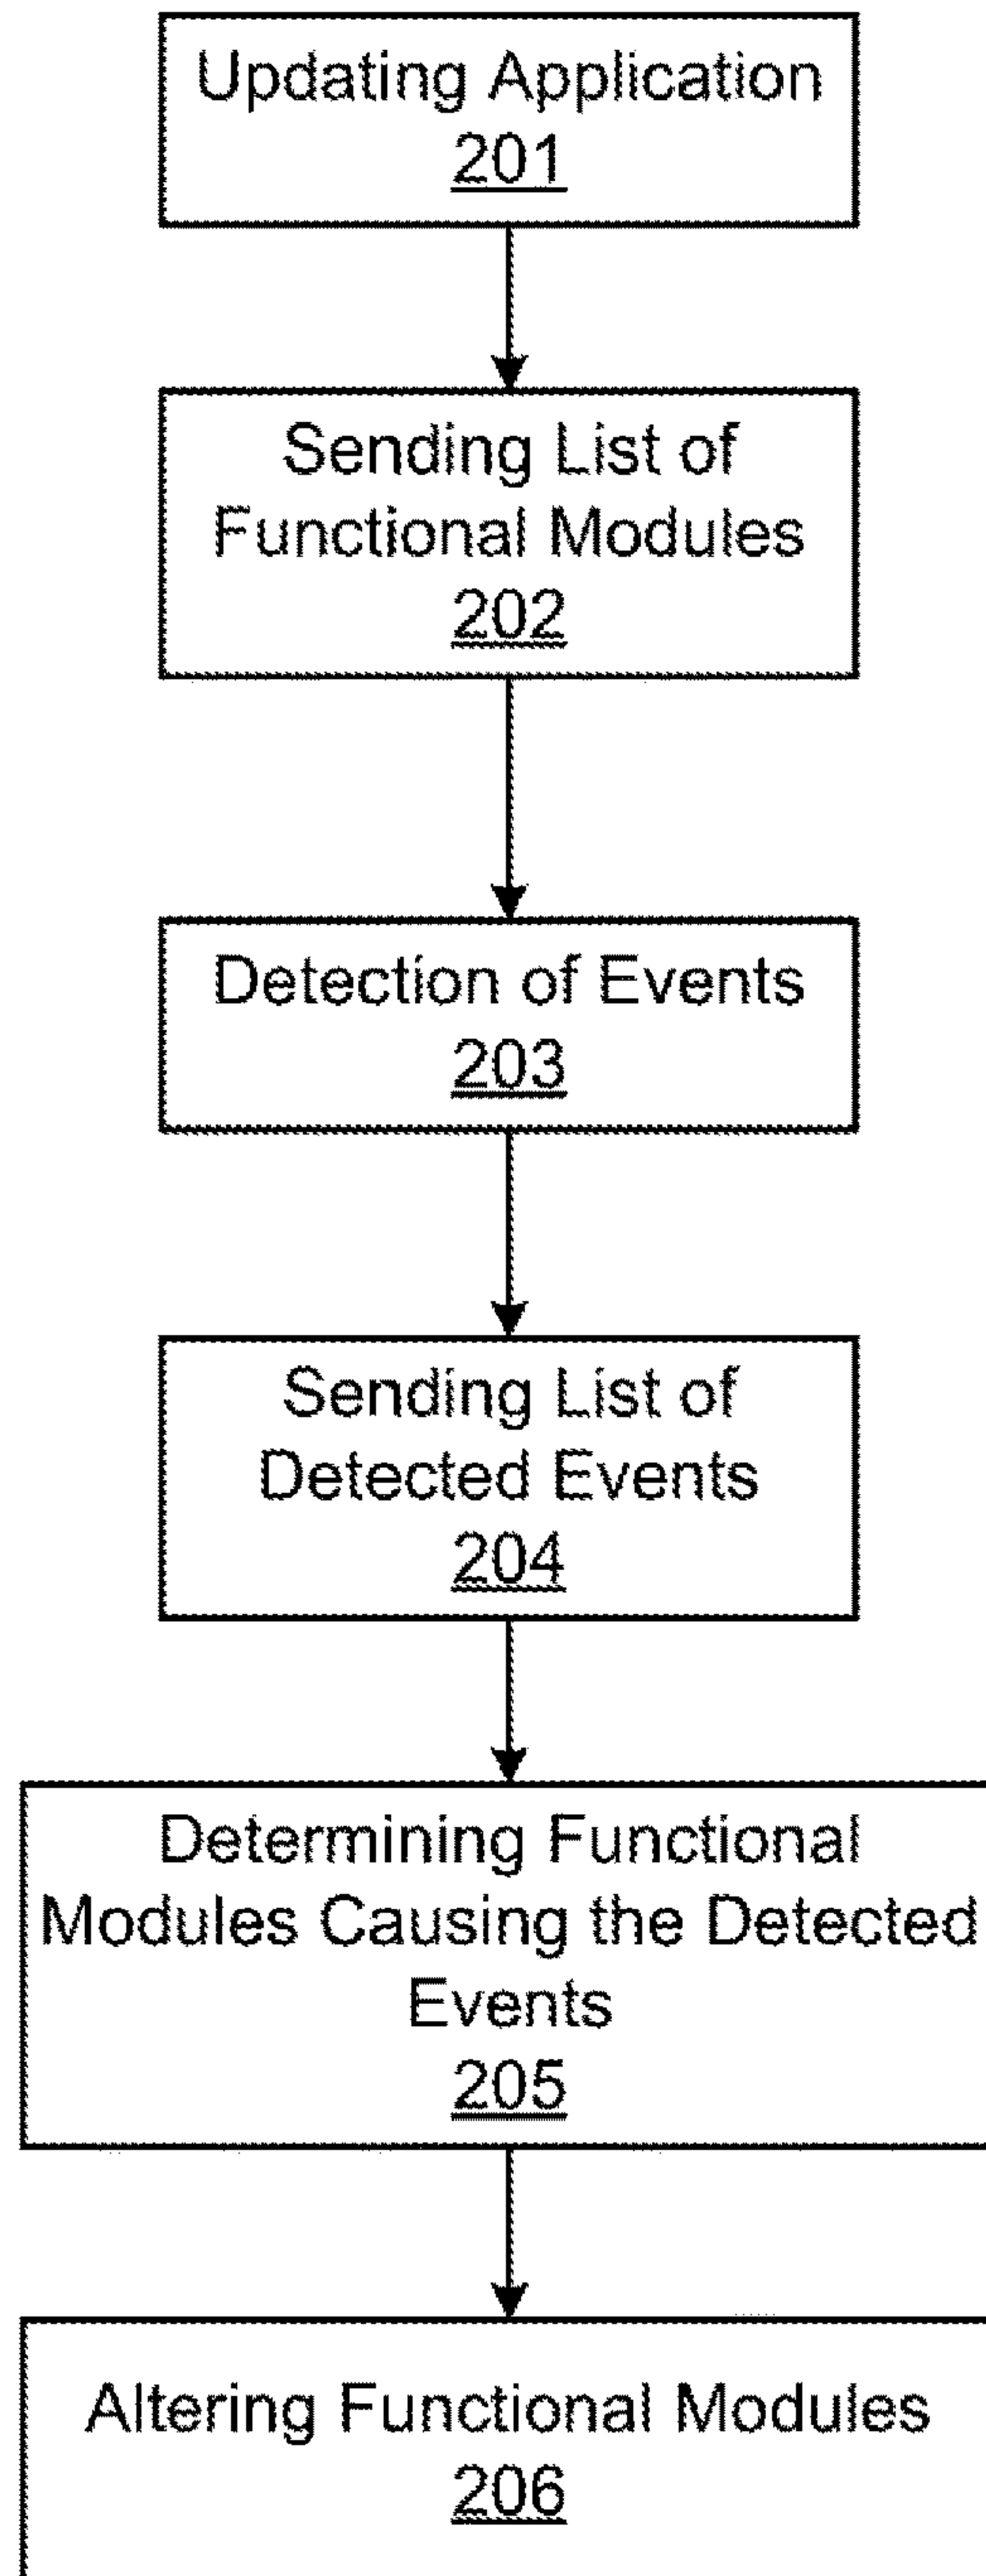 Updating Application
201
Sending List of
Functional Modules
202
Detection of Events
203
Sending List of
Detected Events
204
Determining Functional
Modules Causing the Detected
Events
205
Altering Functional Modules
206